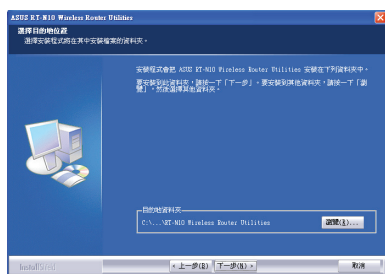 ASUS RT-N10 Wireless Router Utilities
選擇目的地位置
選擇安裝程式將在其中安裝檔案的資料夾。
安裝程式會把 ASUS RT-N10 Wireless Router Utilities 安裝在下列資料夾中。
要安裝到此資料夾,請按一下「下一步」。要安裝到其他資料夾,請按一下「瀏
覽」,然後選擇其他資料夾。
目的地資料夾
C:\...\RT-N10 Wireless Router Utilities
瀏覽(R)...
InstallShield
< 上一步(B)
下一步(N) >
取消